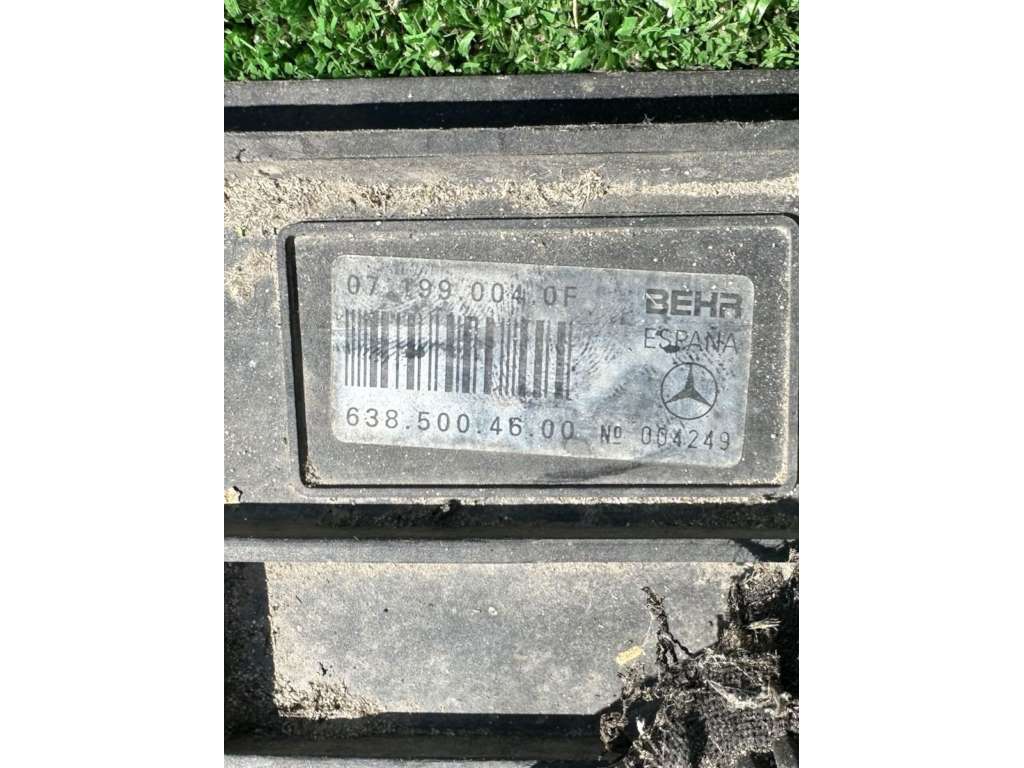 07.199.004.0F
BEHR
ESPAÑA
638.500.46.00 Nº 004249